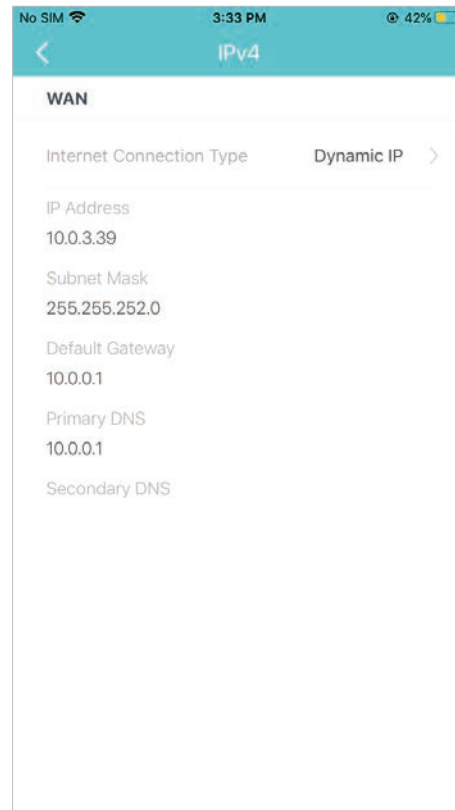 No SIM 3:33 PM 42%
IPv4
WAN
Internet Connection Type Dynamic IP
IP Address
10.0.3.39
Subnet Mask
255.255.252.0
Default Gateway
10.0.0.1
Primary DNS
10.0.0.1
Secondary DNS